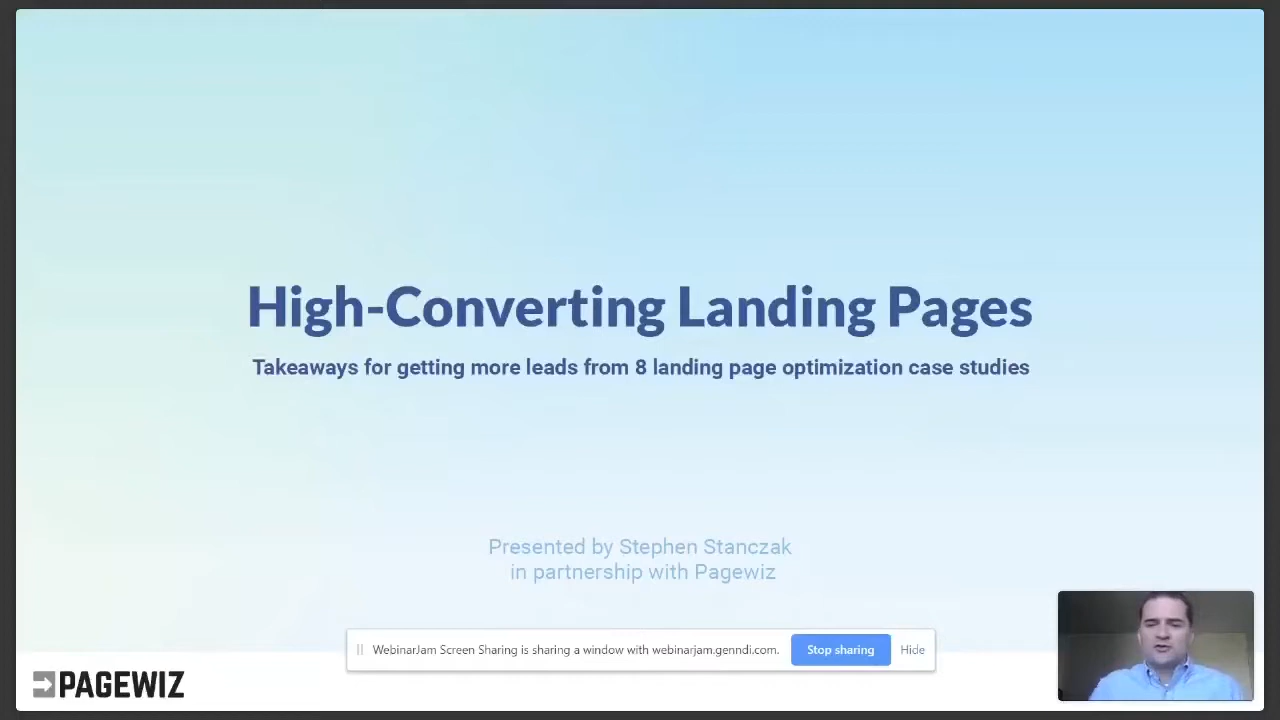 High-Converting Landing Pages
Takeaways for getting more leads from 8 landing page optimization case studies
Presented by Stephen Stanczak
in partnership with Pagewiz
WebinarJam Screen Sharing is sharing a window with webinarjam.genndi.com.
Stop sharing
Hide
PAGEWIZ